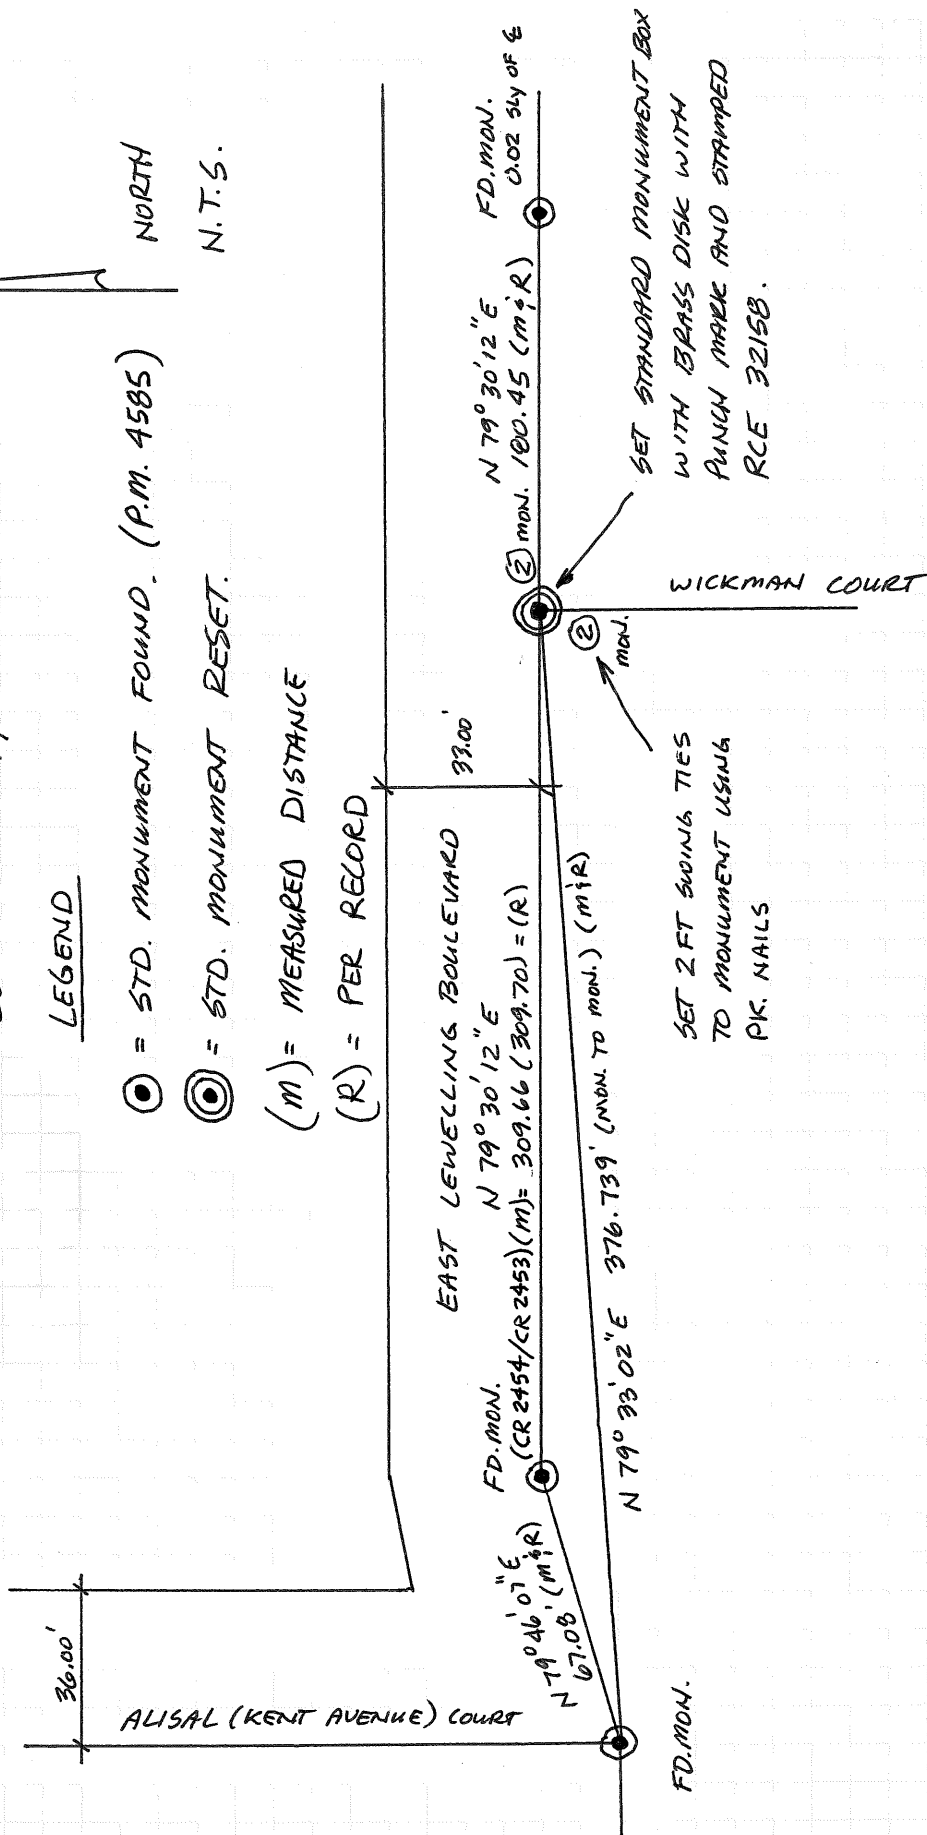 LEGEND
= STD. MONUMENT FOUND. (P.M. 4585)
= STD. MONUMENT RESET.
(M) = MEASURED DISTANCE
(R) = PER RECORD
NORTH
N.T.S.
36.00'
ALISAL (KENT AVENUE) COURT
EAST LEWELLING BOULEVARD
33.00'
FD. MON.
N 79° 30' 12" E
(CR 2454/CR 2453)(M)= 309.66 (309.70) = (R)
N 79° 46' 07" E
67.08' (M & R)
N 79° 33' 02" E 376.739' (MON. TO MON.) (M & R)
FD. MON.
N 79° 30' 12" E
② MON. 180.45 (M & R)
FD. MON.
0.02 SLY OF ℄
② MON.
WICKMAN COURT
SET STANDARD MONUMENT BOX
WITH BRASS DISK WITH
PUNCH MARK AND STAMPED
RCE 32158.
SET 2 FT SWING TIES
TO MONUMENT USING
PK. NAILS